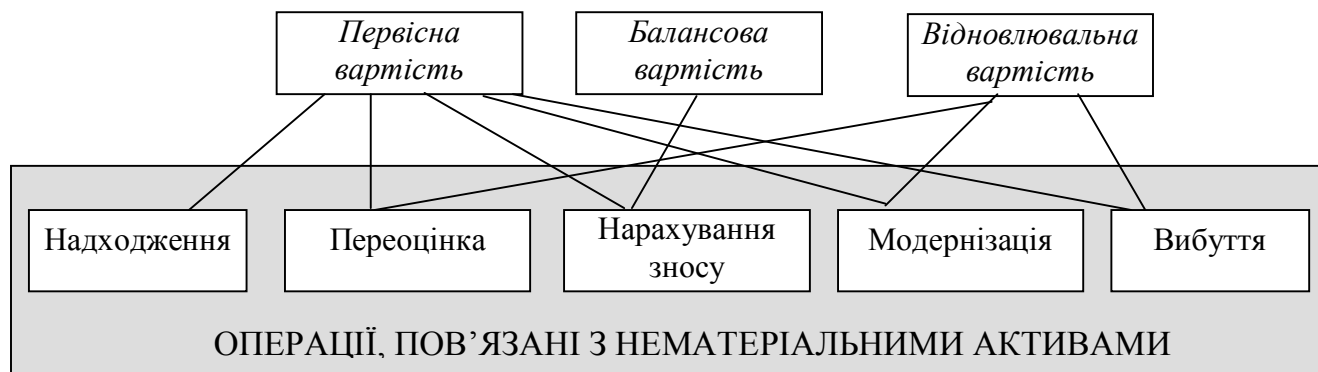 Первісна
вартість
Балансова
вартість
Відновлювальна
вартість
Надходження
Переоцінка
Нарахування
зносу
Модернізація
Вибуття
ОПЕРАЦІЇ, ПОВ’ЯЗАНІ З НЕМАТЕРІАЛЬНИМИ АКТИВАМИ